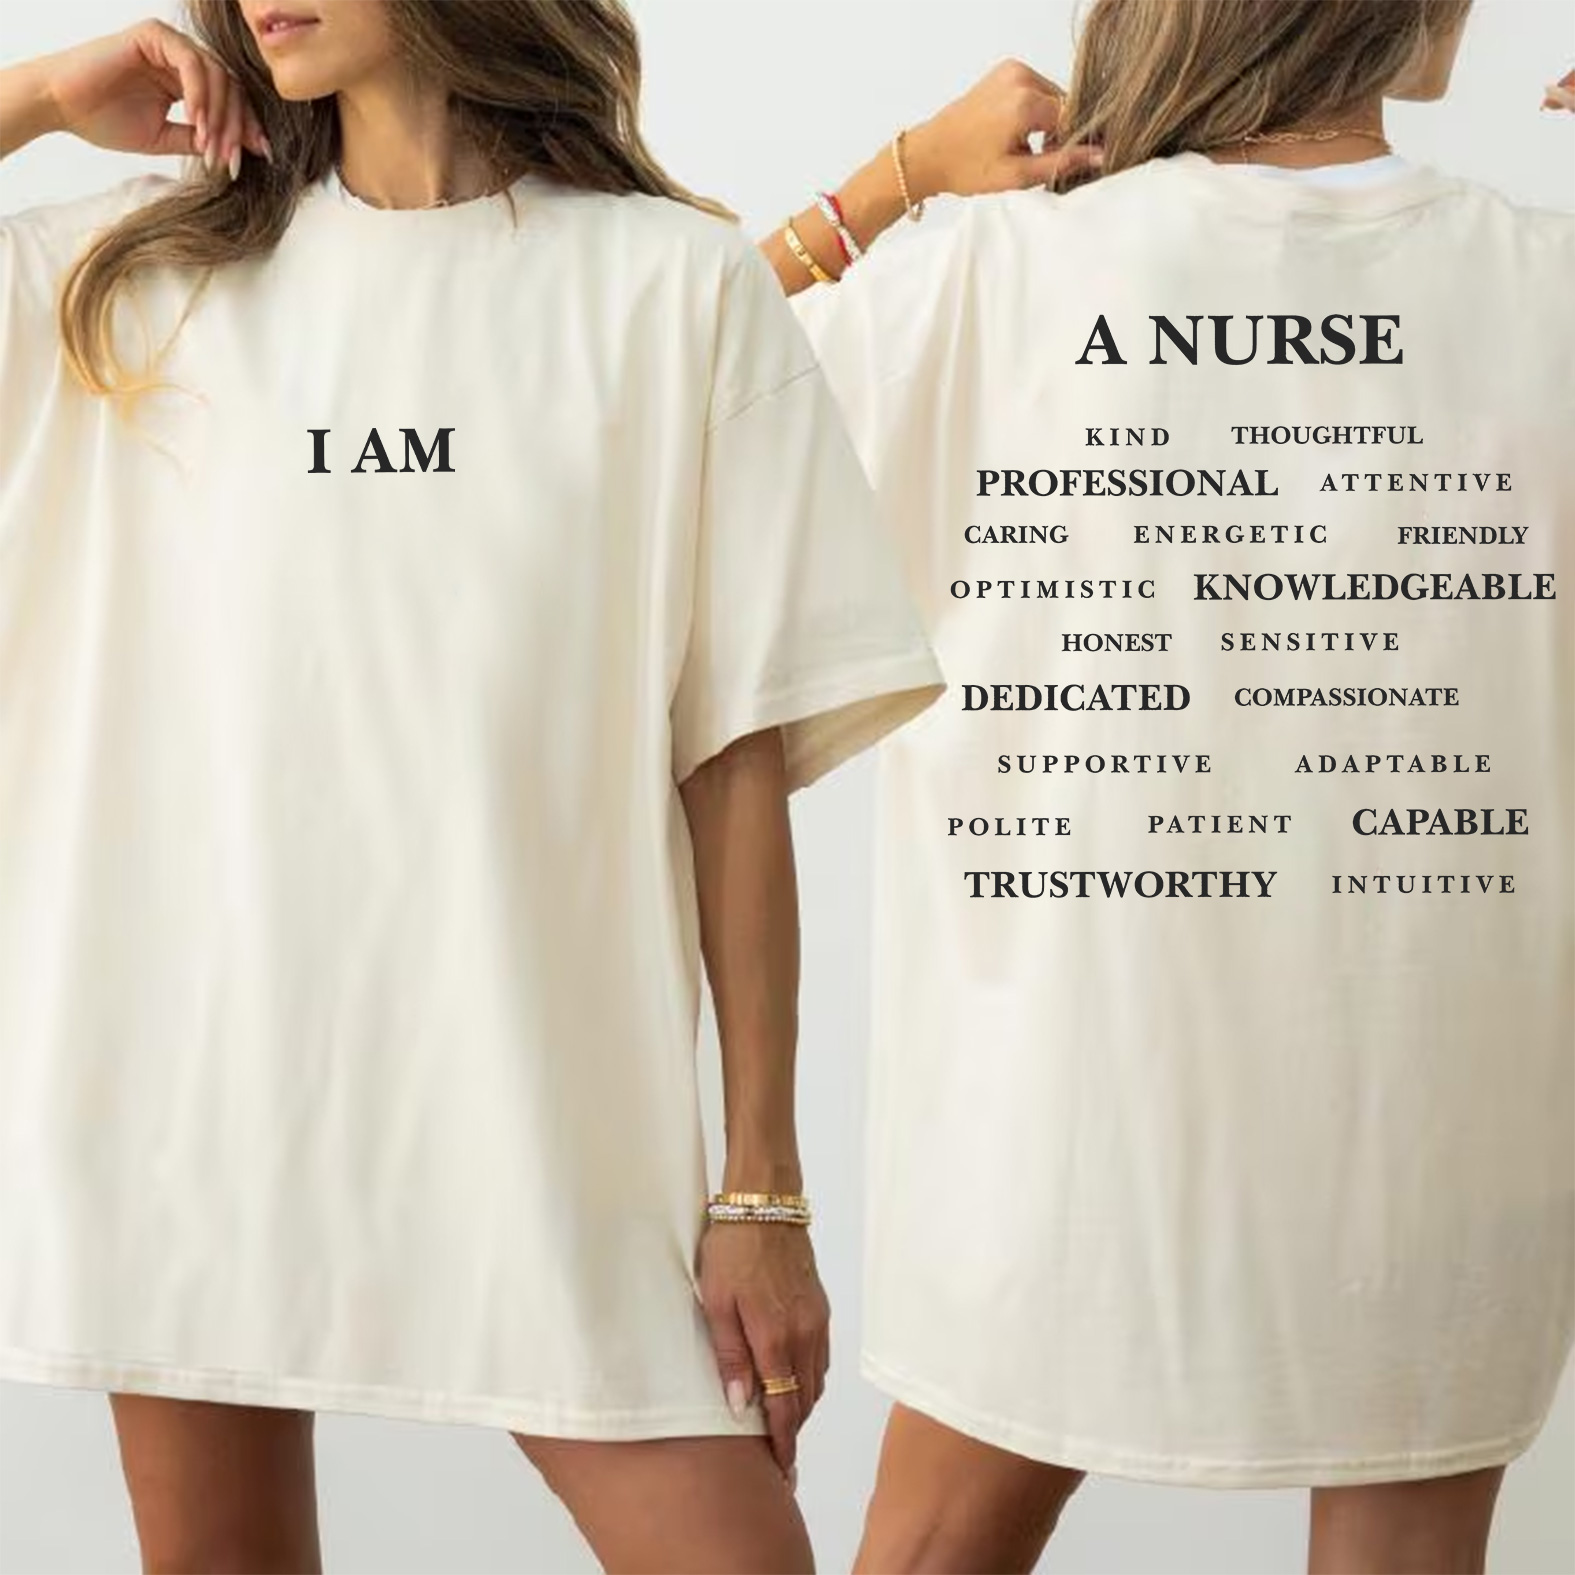 I AM
A NURSE
KIND THOUGHTFUL
PROFESSIONAL ATTENTIVE
CARING ENERGETIC FRIENDLY
OPTIMISTIC KNOWLEDGEABLE
HONEST SENSITIVE
DEDICATED COMPASSIONATE
SUPPORTIVE ADAPTABLE
POLITE PATIENT CAPABLE
TRUSTWORTHY INTUITIVE